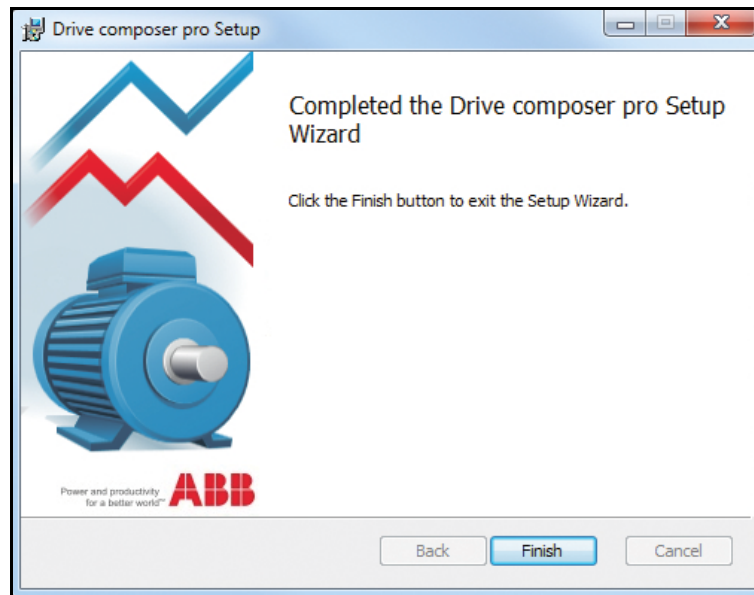 Drive composer pro Setup
Completed the Drive composer pro Setup
Wizard
Click the Finish button to exit the Setup Wizard.
Power and productivity
for a better world™
ABB
Back
Finish
Cancel